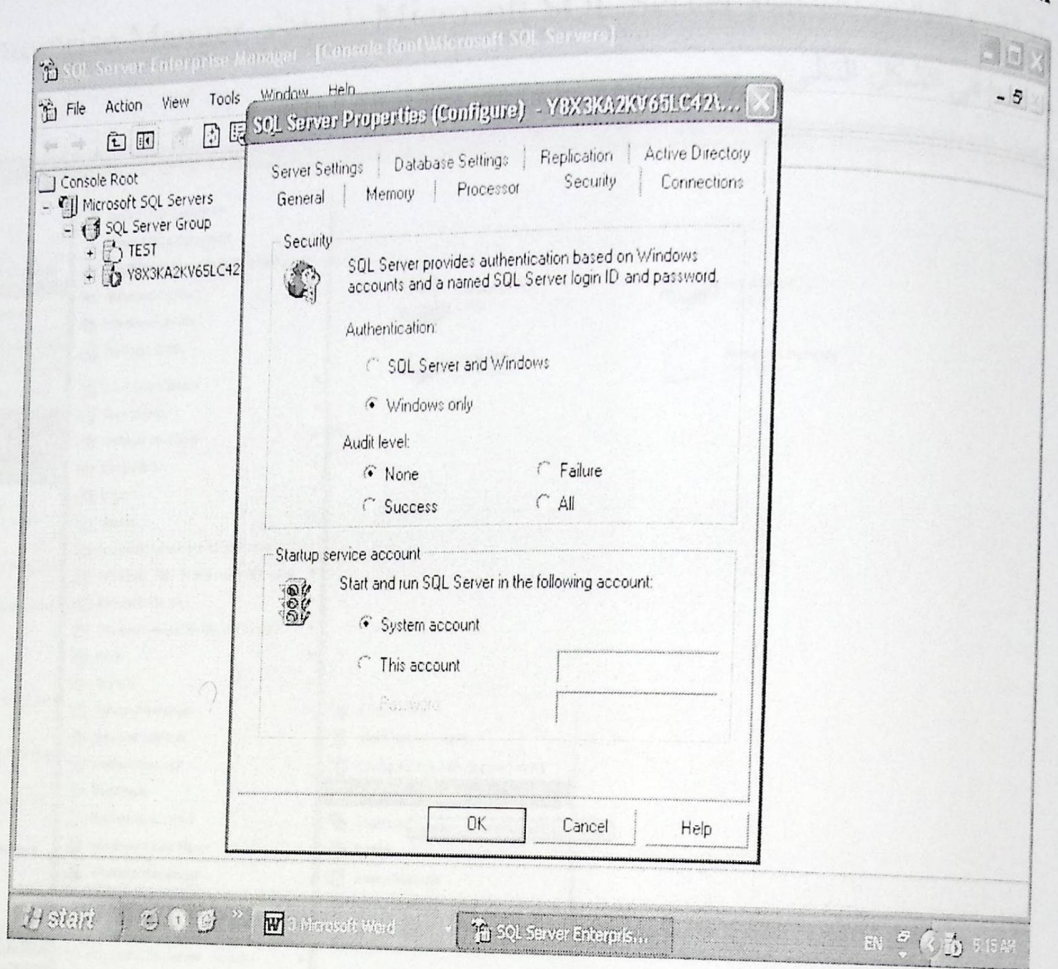 SQL Server Enterprise Manager - [Console Root\Microsoft SQL Servers]
File Action View Tools Window Help
SQL Server Properties (Configure) - Y8X3KA2KV65LC42\...
Server Settings Database Settings Replication Active Directory
General Memory Processor Security Connections
Console Root
Microsoft SQL Servers
SQL Server Group
TEST
Y8X3KA2KV65LC42
Security
SQL Server provides authentication based on Windows
accounts and a named SQL Server login ID and password.
Authentication:
SQL Server and Windows
Windows only
Audit level:
None Failure
Success All
Startup service account
Start and run SQL Server in the following account:
System account
This account
Password
OK Cancel Help
start 3 Microsoft Word SQL Server Enterpris... EN 5:15 AM